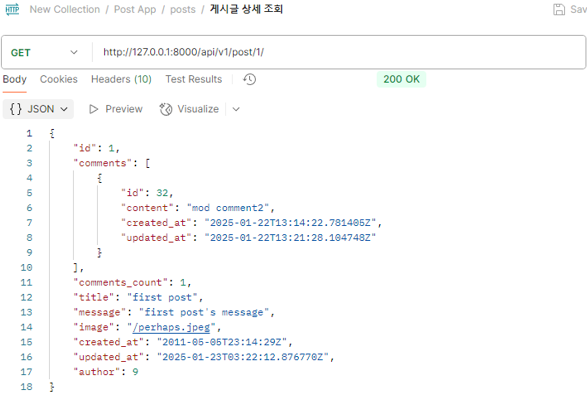 HTTP New Collection / Post App / posts / 게시글 상세 조회 Sav
GET http://127.0.0.1:8000/api/v1/post/1/
Body Cookies Headers (10) Test Results 200 OK
{ } JSON Preview Visualize
1 {
2 "id": 1,
3 "comments": [
4 {
5 "id": 32,
6 "content": "mod comment2",
7 "created_at": "2025-01-22T13:14:22.781405Z",
8 "updated_at": "2025-01-22T13:21:28.104748Z"
9 }
10 ],
11 "comments_count": 1,
12 "title": "first post",
13 "message": "first post's message",
14 "image": "/perhaps.jpeg",
15 "created_at": "2011-05-05T23:14:29Z",
16 "updated_at": "2025-01-23T03:22:12.876770Z",
17 "author": 9
18 }